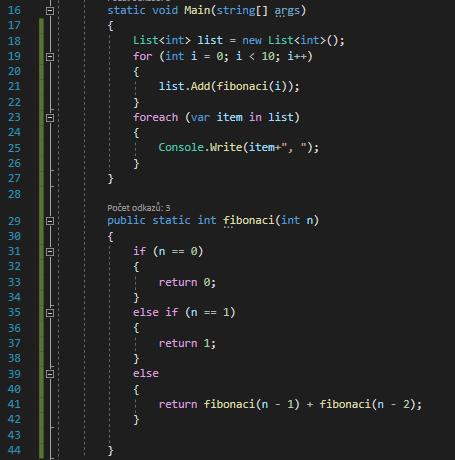 16 static void Main(string[] args)
17 {
18 List<int> list = new List<int>();
19 for (int i = 0; i < 10; i++)
20 {
21 list.Add(fibonaci(i));
22 }
23 foreach (var item in list)
24 {
25 Console.Write(item+", ");
26 }
27 }
28
Počet odkazů: 3
29 public static int fibonaci(int n)
30 {
31 if (n == 0)
32 {
33 return 0;
34 }
35 else if (n == 1)
36 {
37 return 1;
38 }
39 else
40 {
41 return fibonaci(n - 1) + fibonaci(n - 2);
42 }
43
44 }